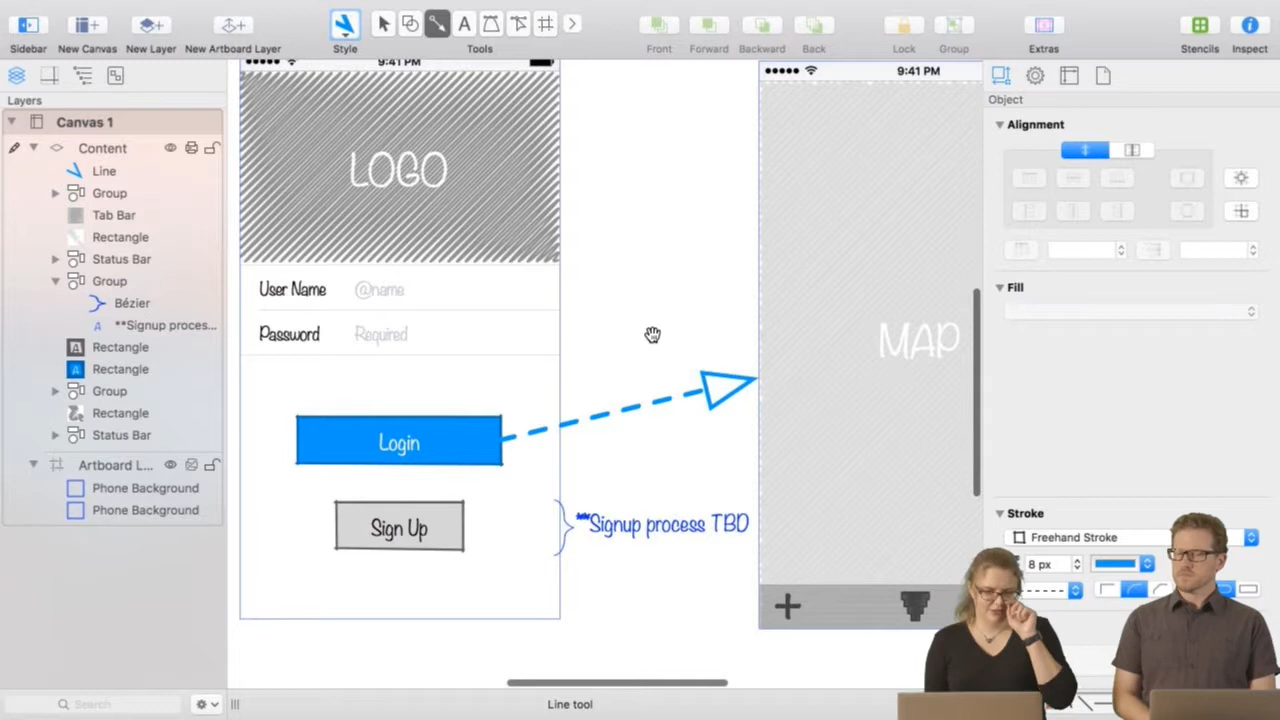 Sidebar New Canvas New Layer New Artboard Layer Style Tools Front Forward Backward Back Lock Group Extras Stencils Inspect
Layers
Canvas 1
Content
Line
Group
Tab Bar
Rectangle
Status Bar
Group
Bézier
**Signup proces...
Rectangle
Rectangle
Group
Rectangle
Status Bar
Artboard L...
Phone Background
Phone Background
Search
9:41 PM
LOGO
User Name @name
Password Required
Login
Sign Up
**Signup process TBD
9:41 PM
MAP
Line tool
Object
Alignment
Fill
Stroke
Freehand Stroke
8 px